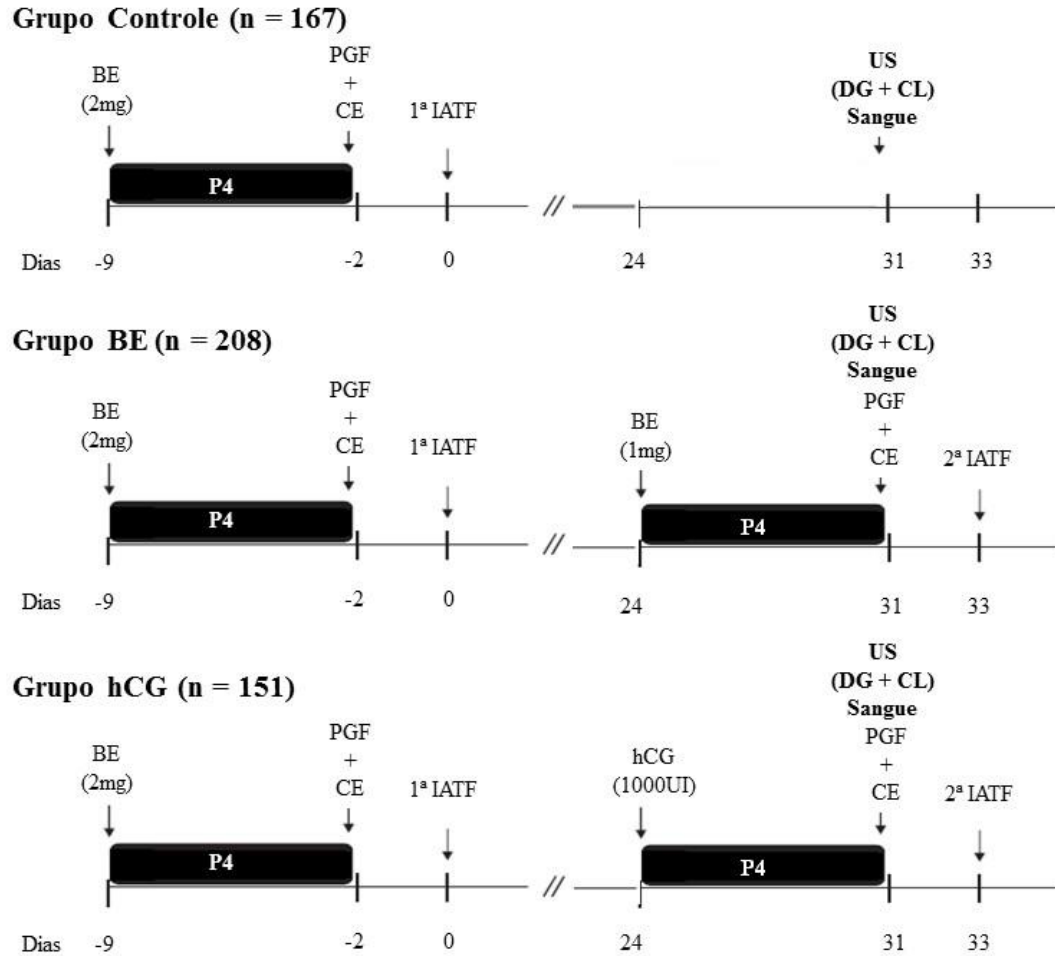 Grupo Controle (n = 167)
BE
(2mg)
PGF
+
CE
1ª IATF
US
(DG + CL)
Sangue
P4
//
Dias -9 -2 0 24 31 33
Grupo BE (n = 208)
BE
(2mg)
PGF
+
CE
1ª IATF
BE
(1mg)
US
(DG + CL)
Sangue
PGF
+
CE
2ª IATF
P4
//
P4
Dias -9 -2 0 24 31 33
Grupo hCG (n = 151)
BE
(2mg)
PGF
+
CE
1ª IATF
hCG
(1000UI)
US
(DG + CL)
Sangue
PGF
+
CE
2ª IATF
P4
//
P4
Dias -9 -2 0 24 31 33